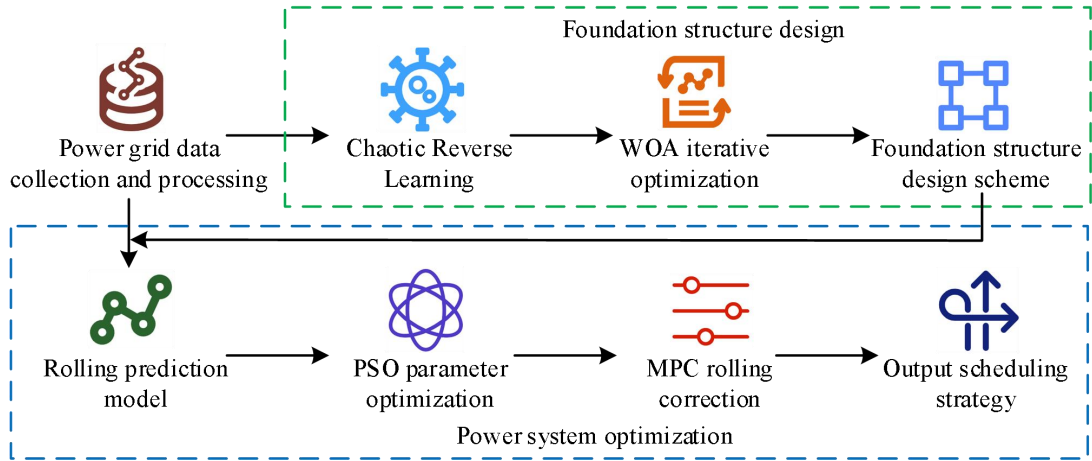 Foundation structure design
Power grid data
collection and processing
Chaotic Reverse
Learning
WOA iterative
optimization
Foundation structure
design scheme
Rolling prediction
model
PSO parameter
optimization
MPC rolling
correction
Output scheduling
strategy
Power system optimization